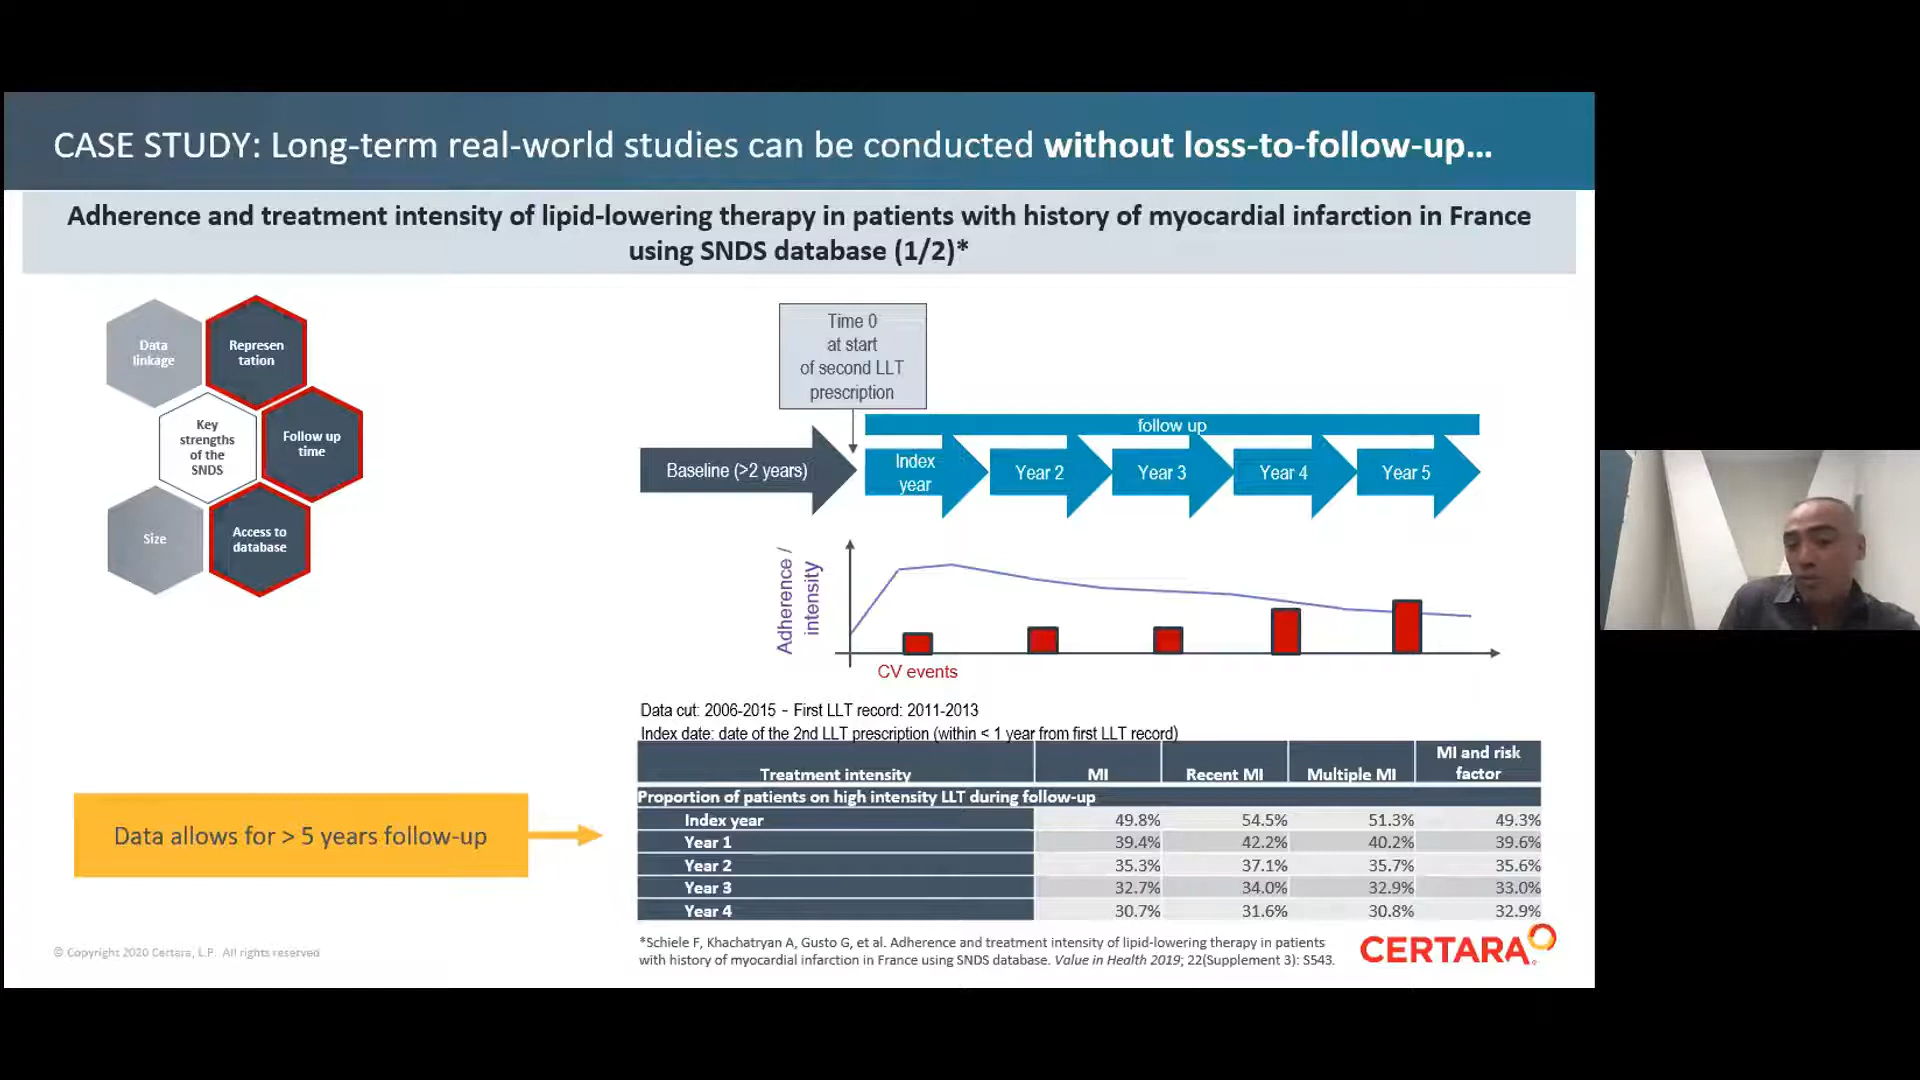 CASE STUDY: Long-term real-world studies can be conducted without loss-to-follow-up...
Adherence and treatment intensity of lipid-lowering therapy in patients with history of myocardial infarction in France
using SNDS database (1/2)*
Data
linkage
Represen
tation
Key
strengths
of the
SNDS
Follow up
time
Size
Access to
database
Time 0
at start
of second LLT
prescription
follow up
Baseline (>2 years)
Index
year
Year 2
Year 3
Year 4
Year 5
Adherence /
intensity
CV events
Data cut: 2006-2015 - First LLT record: 2011-2013
Index date: date of the 2nd LLT prescription (within < 1 year from first LLT record)
Treatment intensity MI Recent MI Multiple MI MI and risk
factor
Proportion of patients on high intensity LLT during follow-up
Index year 49.8% 54.5% 51.3% 49.3%
Year 1 39.4% 42.2% 40.2% 39.6%
Year 2 35.3% 37.1% 35.7% 35.6%
Year 3 32.7% 34.0% 32.9% 33.0%
Year 4 30.7% 31.6% 30.8% 32.9%
Data allows for > 5 years follow-up
*Schiele F, Khachatryan A, Gusto G, et al. Adherence and treatment intensity of lipid-lowering therapy in patients
with history of myocardial infarction in France using SNDS database. Value in Health 2019; 22(Supplement 3): S543.
© Copyright 2020 Certara, L.P. All rights reserved
CERTARA